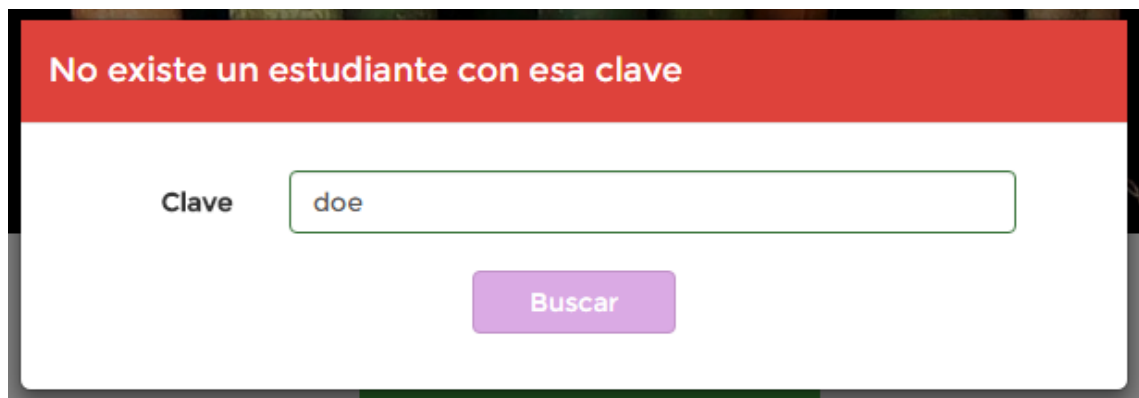 No existe un estudiante con esa clave
Clave
doe
Buscar